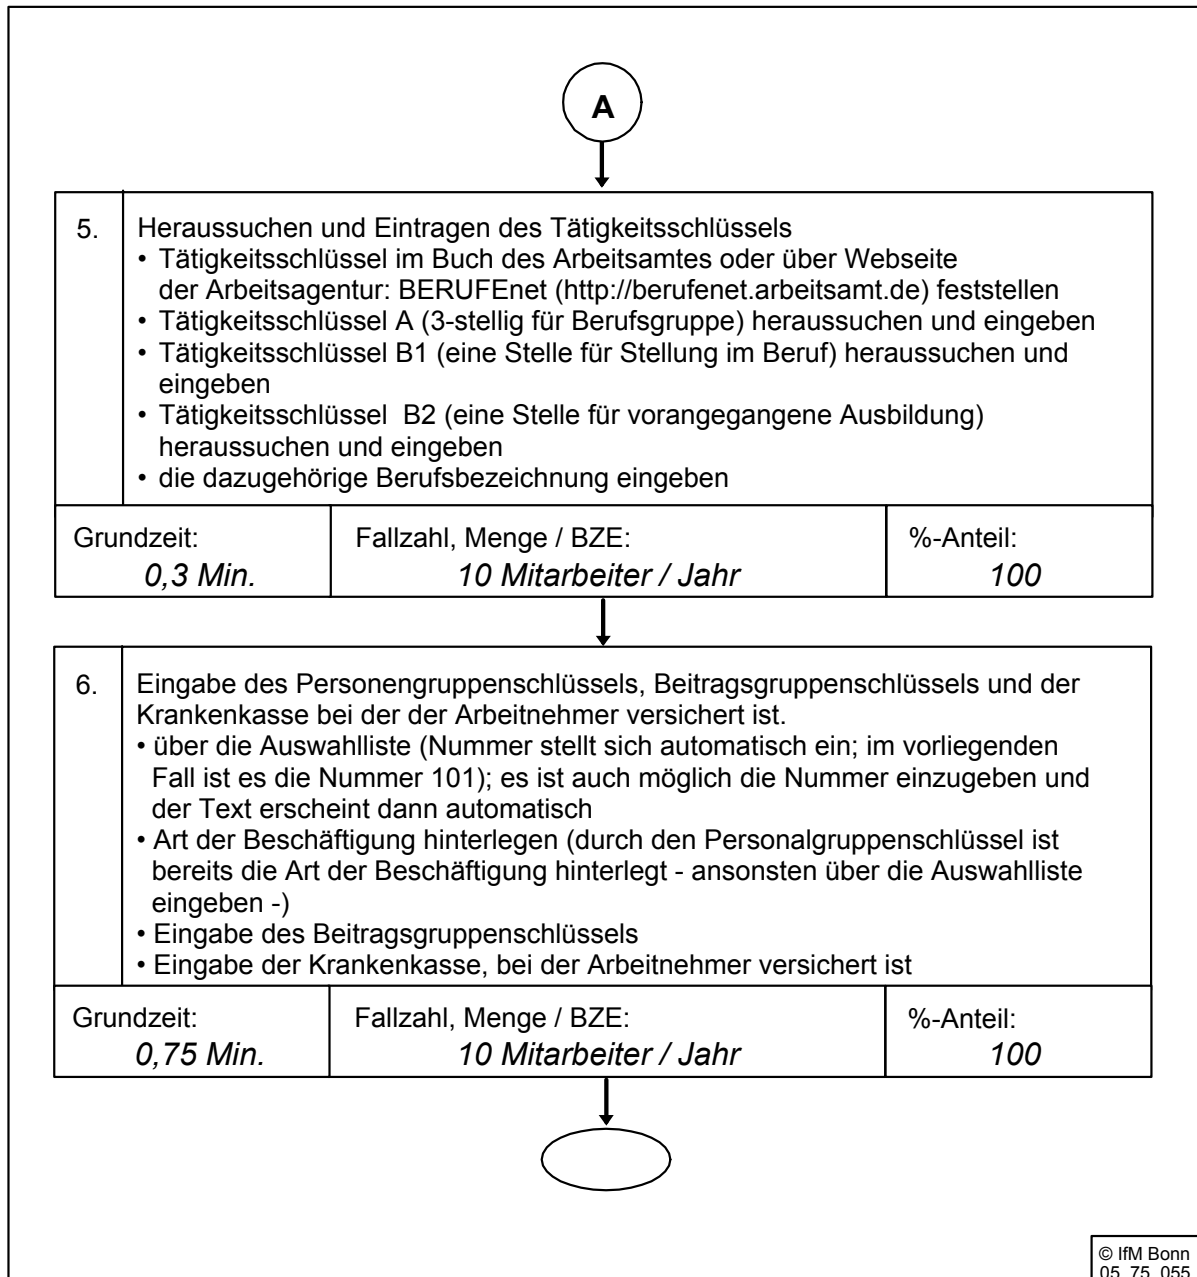 A
5.
Heraussuchen und Eintragen des Tätigkeitsschlüssels
• Tätigkeitsschlüssel im Buch des Arbeitsamtes oder über Webseite
der Arbeitsagentur: BERUFEnet (http://berufenet.arbeitsamt.de) feststellen
• Tätigkeitsschlüssel A (3-stellig für Berufsgruppe) heraussuchen und eingeben
• Tätigkeitsschlüssel B1 (eine Stelle für Stellung im Beruf) heraussuchen und
eingeben
• Tätigkeitsschlüssel B2 (eine Stelle für vorangegangene Ausbildung)
heraussuchen und eingeben
• die dazugehörige Berufsbezeichnung eingeben
Grundzeit: Fallzahl, Menge / BZE: %-Anteil:
0,3 Min. 10 Mitarbeiter / Jahr 100
6.
Eingabe des Personengruppenschlüssels, Beitragsgruppenschlüssels und der
Krankenkasse bei der der Arbeitnehmer versichert ist.
• über die Auswahlliste (Nummer stellt sich automatisch ein; im vorliegenden
Fall ist es die Nummer 101); es ist auch möglich die Nummer einzugeben und
der Text erscheint dann automatisch
• Art der Beschäftigung hinterlegen (durch den Personalgruppenschlüssel ist
bereits die Art der Beschäftigung hinterlegt - ansonsten über die Auswahlliste
eingeben -)
• Eingabe des Beitragsgruppenschlüssels
• Eingabe der Krankenkasse, bei der Arbeitnehmer versichert ist
Grundzeit: Fallzahl, Menge / BZE: %-Anteil:
0,75 Min. 10 Mitarbeiter / Jahr 100
© IfM Bonn
05 75 055